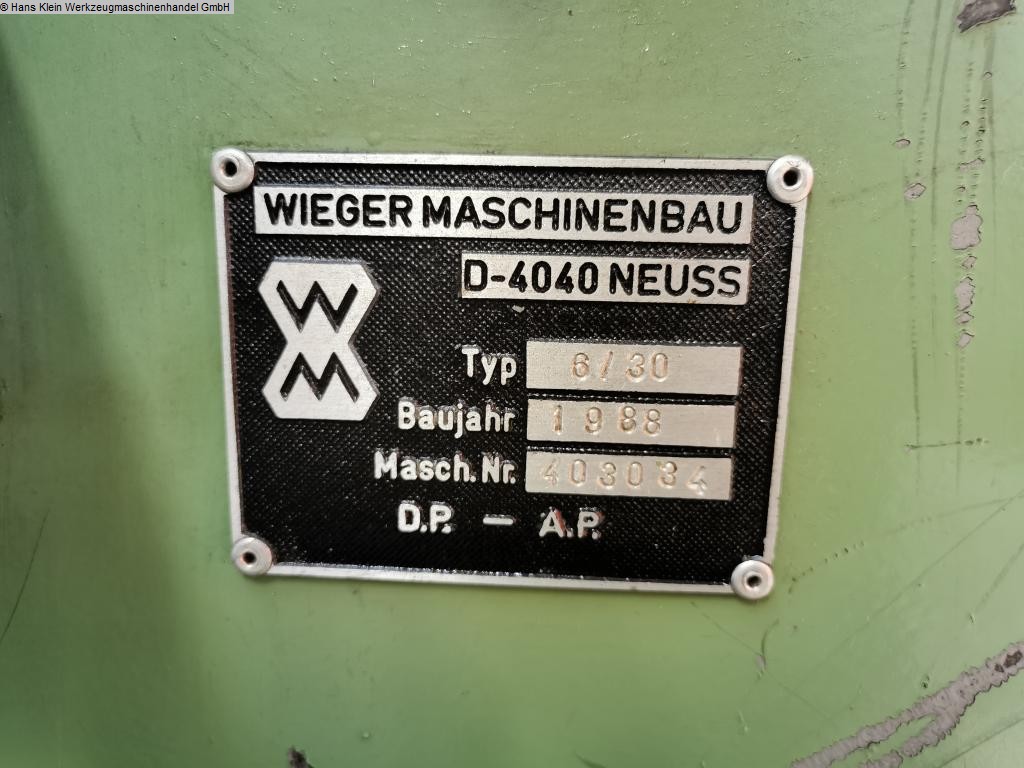 © Hans Klein Werkzeugmaschinenhandel GmbH
WIEGER MASCHINENBAU
D-4040 NEUSS
W
M
Typ 6/30
Baujahr 1988
Masch.Nr. 403034
D.P. - A.P.